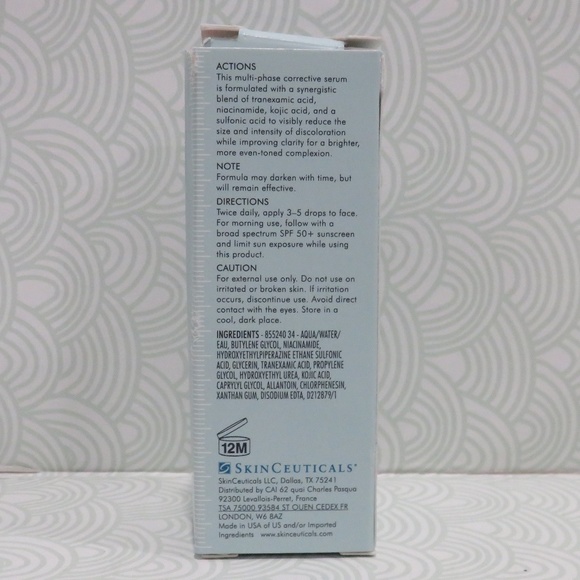 ACTIONS
This multi-phase corrective serum
is formulated with a synergistic
blend of tranexamic acid,
niacinamide, kojic acid, and a
sulfonic acid to visibly reduce the
size and intensity of discoloration
while improving clarity for a brighter,
more even-toned complexion.
NOTE
Formula may darken with time, but
will remain effective.
DIRECTIONS
Twice daily, apply 3–5 drops to face.
For morning use, follow with a
broad spectrum SPF 50+ sunscreen
and limit sun exposure while using
this product.
CAUTION
For external use only. Do not use on
irritated or broken skin. If irritation
occurs, discontinue use. Avoid direct
contact with the eyes. Store in a
cool, dark place.
INGREDIENTS - 855240 34 - AQUA/WATER/
EAU, BUTYLENE GLYCOL, NIACINAMIDE,
HYDROXYETHYLPIPERAZINE ETHANE SULFONIC
ACID, GLYCERIN, TRANEXAMIC ACID, PROPYLENE
GLYCOL, HYDROXYETHYL UREA, KOJIC ACID,
CAPRYLYL GLYCOL, ALLANTOIN, CHLORPHENESIN,
XANTHAN GUM, DISODIUM EDTA, D212879/1
12M
SKINCEUTICALS
SkinCeuticals LLC, Dallas, TX 75241
Distributed by CAI 62 quai Charles Pasqua
92300 Levallois-Perret, France
TSA 75000 93584 ST OUEN CEDEX FR
LONDON, W6 8AZ
Made in USA of US and/or Imported
Ingredients www.skinceuticals.com